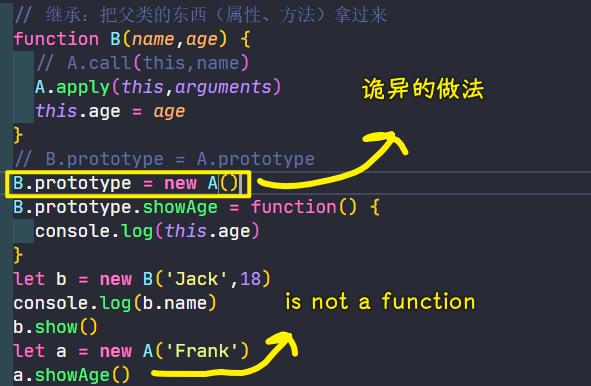 // 继承：把父类的东西（属性、方法）拿过来
function B(name,age) {
// A.call(this,name)
A.apply(this,arguments)
this.age = age
}
// B.prototype = A.prototype
B.prototype = new A()
B.prototype.showAge = function() {
console.log(this.age)
}
let b = new B('Jack',18)
console.log(b.name)
b.show()
let a = new A('Frank')
a.showAge()
诡异的做法
is not a function